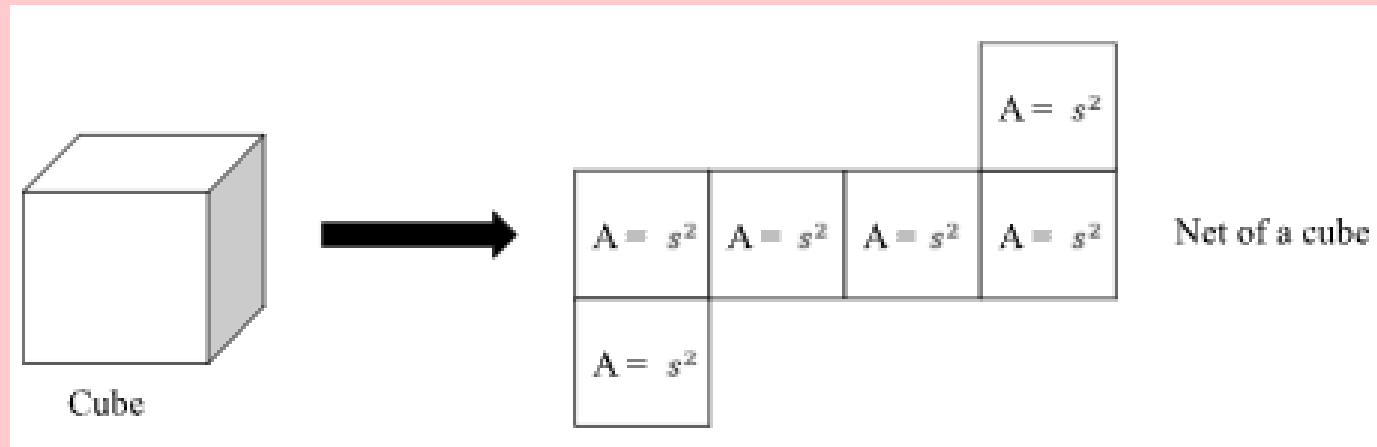 A = s²
A = s² A = s² A = s² A = s² Net of a cube
A = s²
Cube